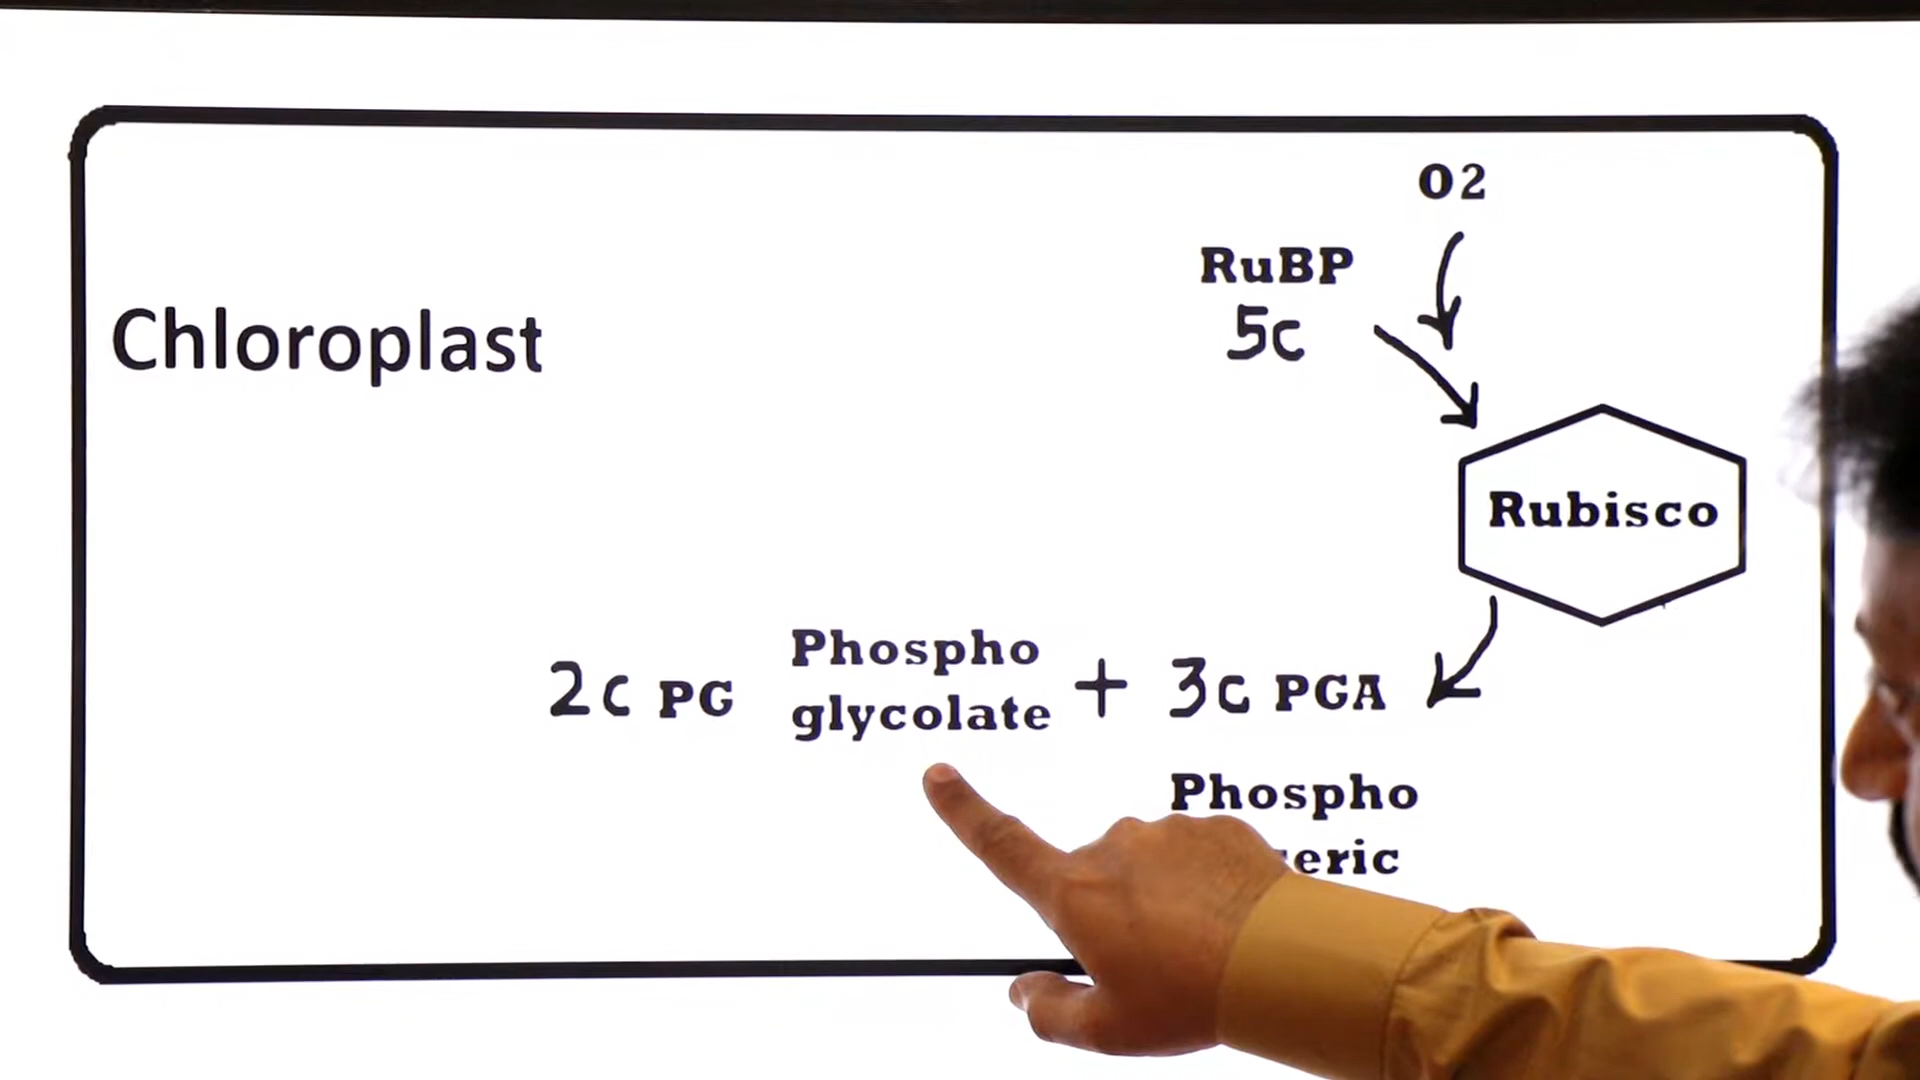 O2
RuBP
5c
Chloroplast
Rubisco
2c PG Phospho glycolate + 3c PGA
Phospho